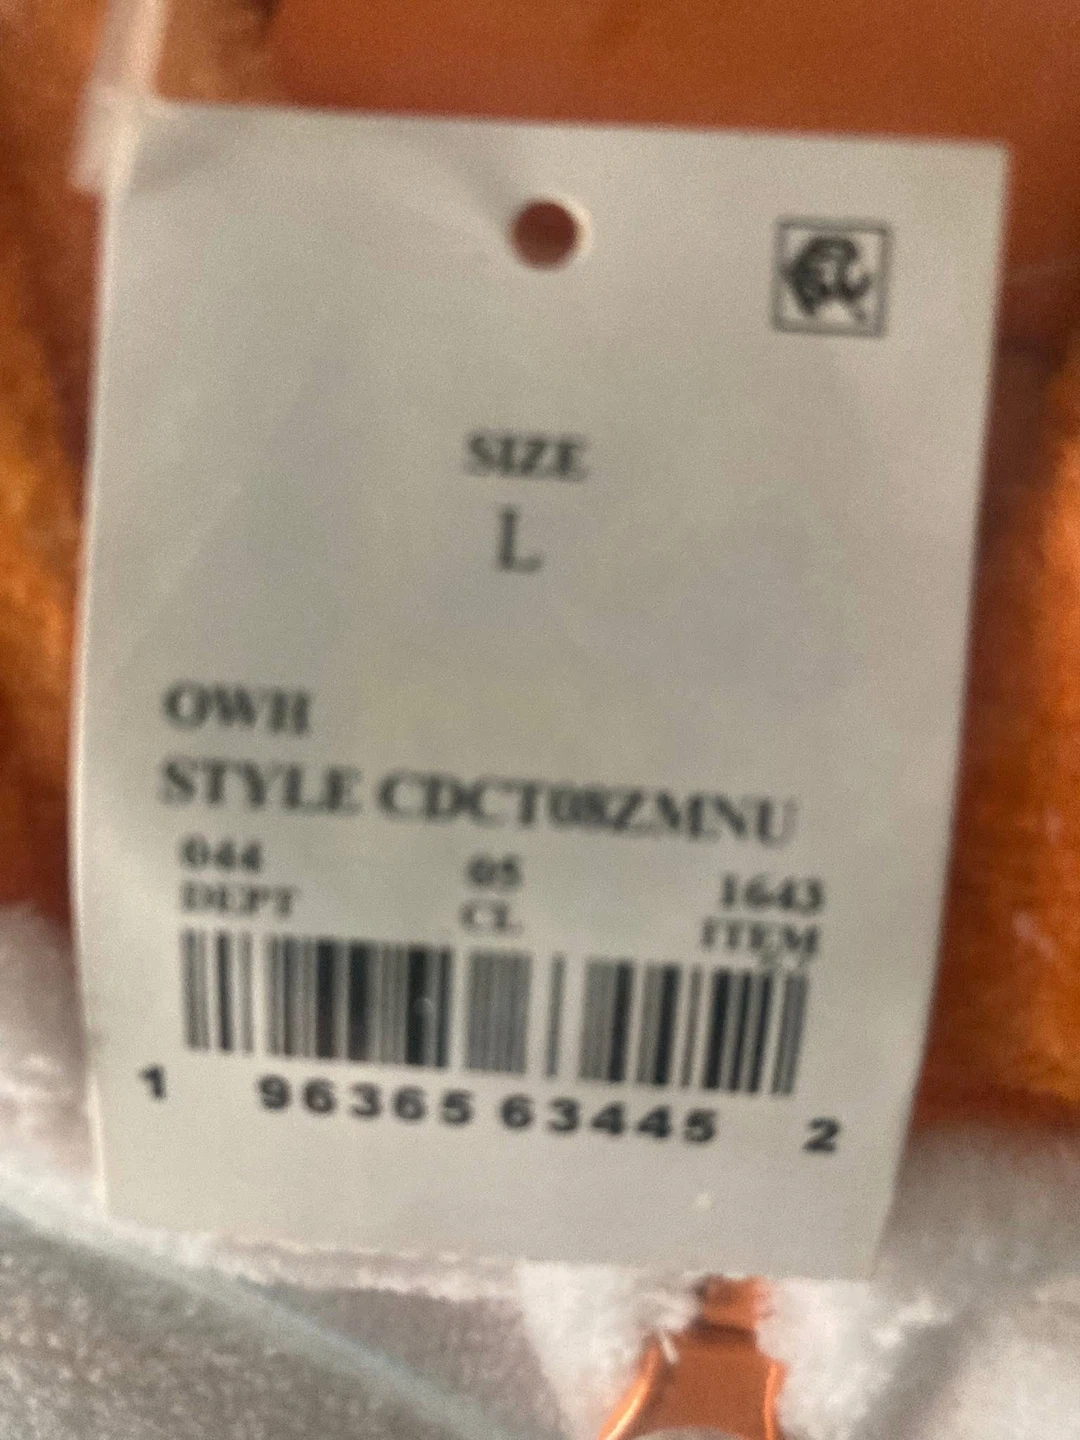 SIZE
L
OWH
STYLE CDCT08ZMNU
044 05 1643
DEPT CL ITEM
1 96365 63445 2